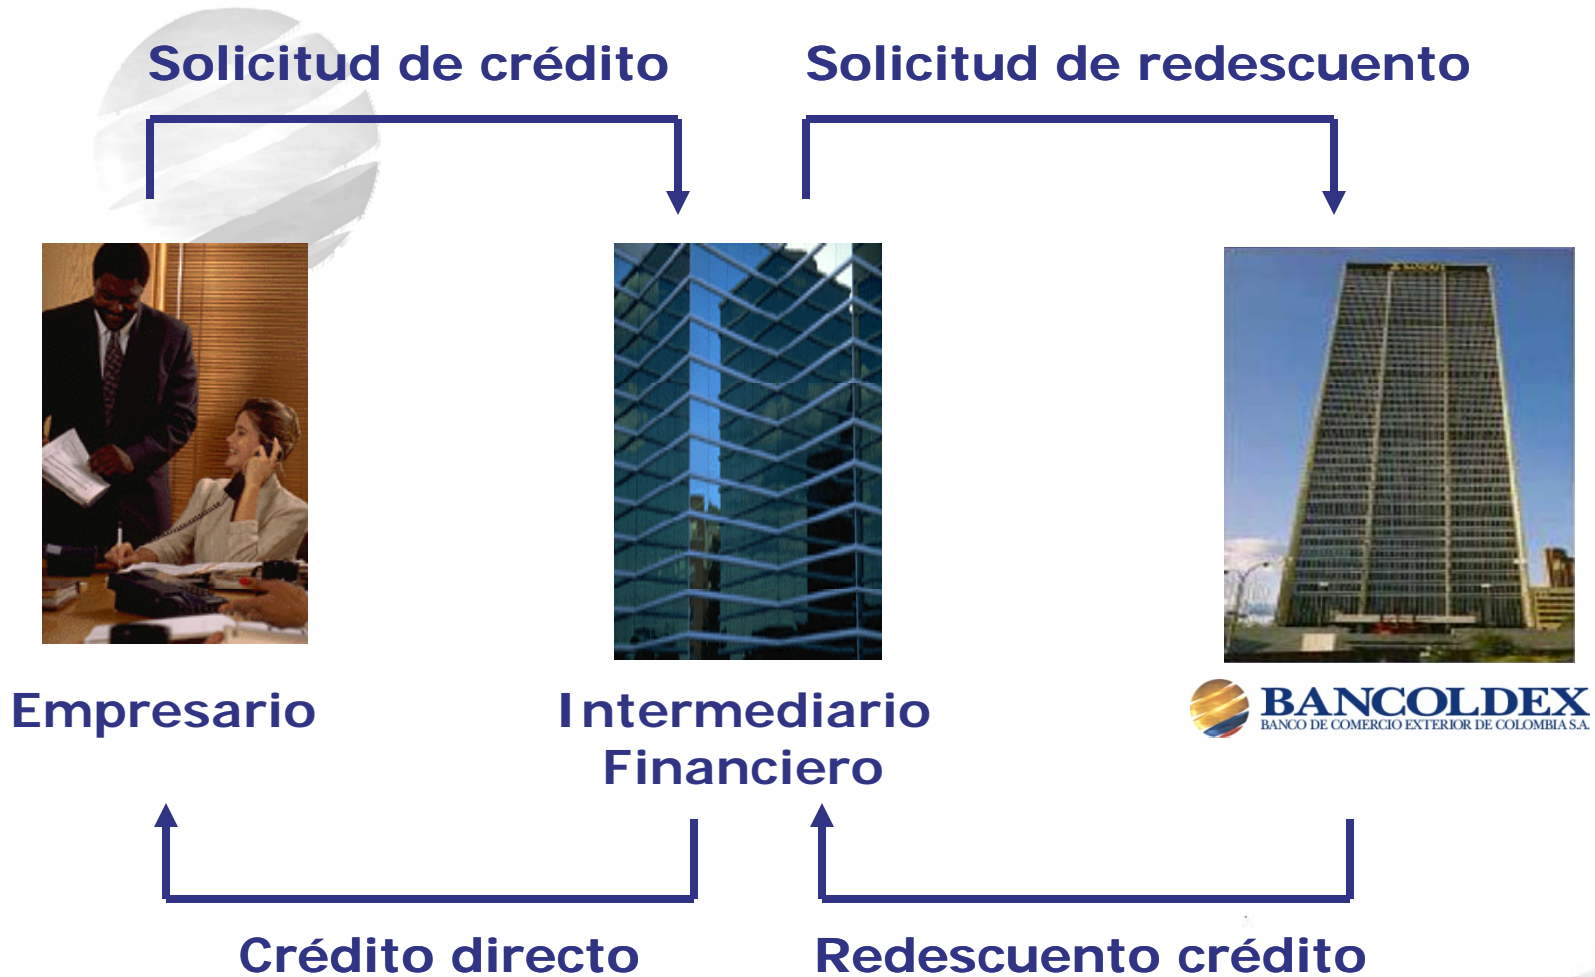 Solicitud de crédito
Solicitud de redescuento
Empresario
Intermediario
Financiero
BANCOLDEX
BANCO DE COMERCIO EXTERIOR DE COLOMBIA S.A.
Crédito directo
Redescuento crédito